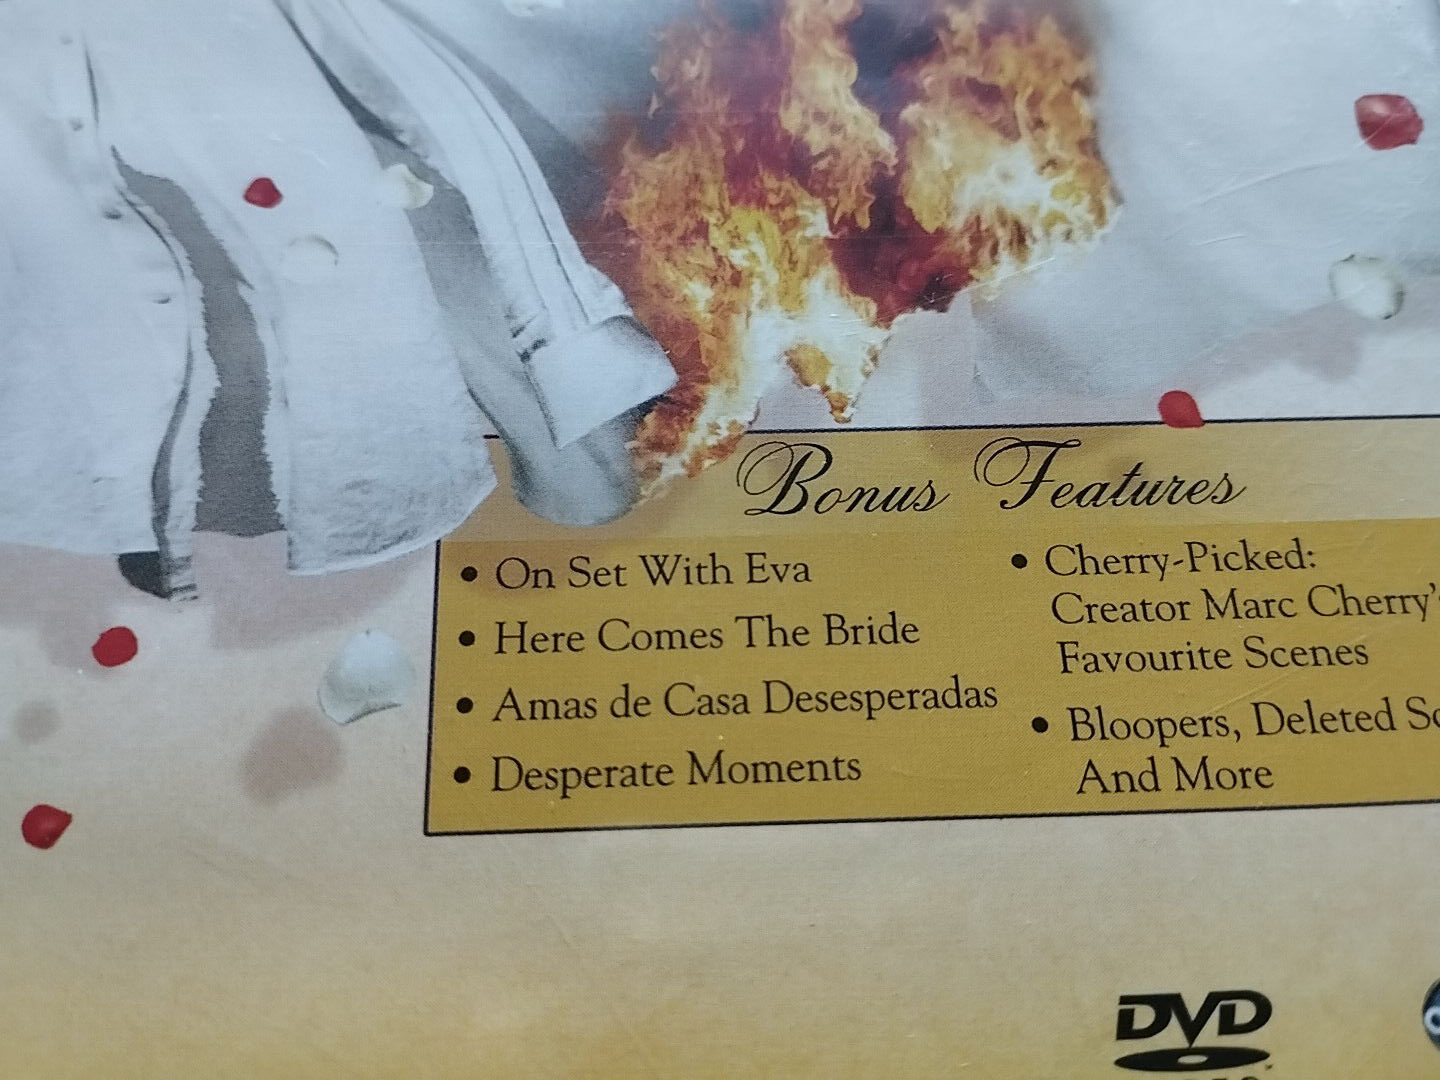 Bonus Features
• On Set With Eva
• Here Comes The Bride
• Amas de Casa Desesperadas
• Desperate Moments
• Cherry-Picked:
Creator Marc Cherry'
Favourite Scenes
• Bloopers, Deleted
And More
DVD